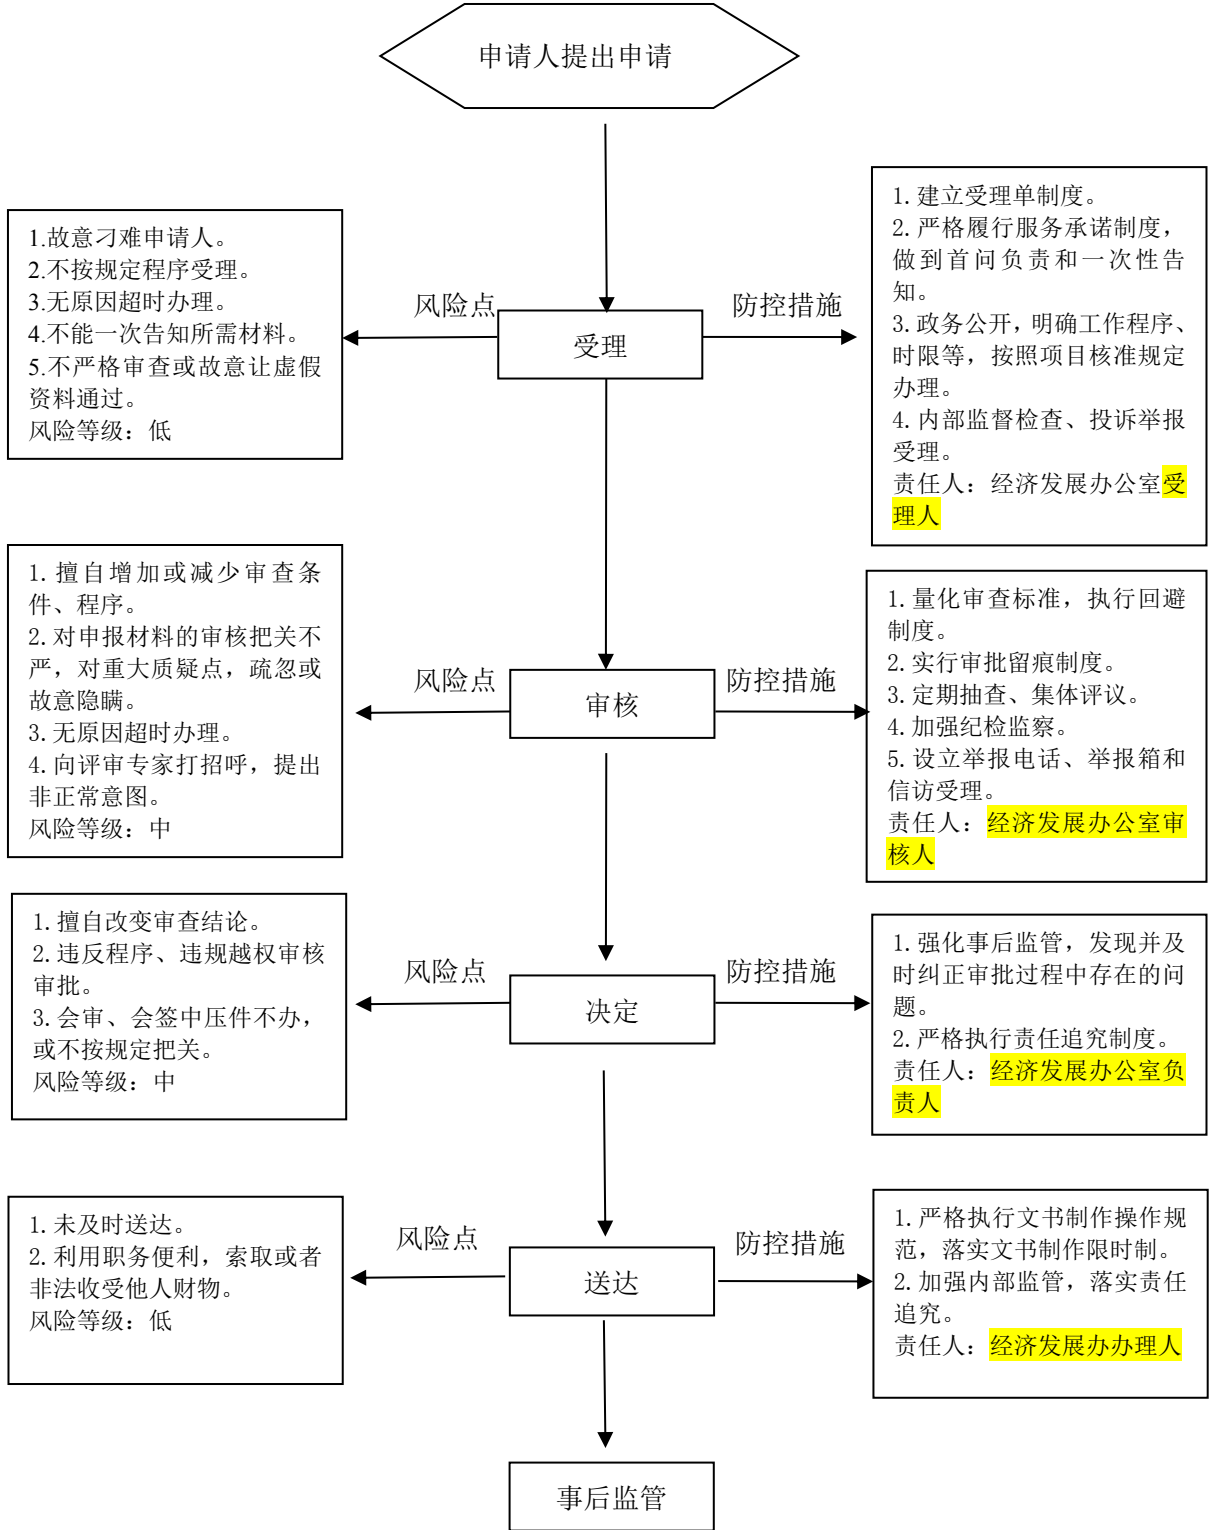 申请人提出申请
1.故意刁难申请人。
2.不按规定程序受理。
3.无原因超时办理。
4.不能一次告知所需材料。
5.不严格审查或故意让虚假
资料通过。
风险等级：低
风险点
受理
防控措施
1.建立受理单制度。
2.严格履行服务承诺制度，
做到首问负责和一次性告
知。
3.政务公开，明确工作程序、
时限等，按照项目核准规定
办理。
4.内部监督检查、投诉举报
受理。
责任人：经济发展办公室受
理人
1.擅自增加或减少审查条
件、程序。
2.对申报材料的审核把关不
严，对重大质疑点，疏忽或
故意隐瞒。
3.无原因超时办理。
4.向评审专家打招呼，提出
非正常意图。
风险等级：中
风险点
审核
防控措施
1.量化审查标准，执行回避
制度。
2.实行审批留痕制度。
3.定期抽查、集体评议。
4.加强纪检监察。
5.设立举报电话、举报箱和
信访受理。
责任人：经济发展办公室审
核人
1.擅自改变审查结论。
2.违反程序、违规越权审核
审批。
3.会审、会签中压件不办，
或不按规定把关。
风险等级：中
风险点
决定
防控措施
1.强化事后监管，发现并及
时纠正审批过程中存在的问
题。
2.严格执行责任追究制度。
责任人：经济发展办公室负
责人
1.未及时送达。
2.利用职务便利，索取或者
非法收受他人财物。
风险等级：低
风险点
送达
防控措施
1.严格执行文书制作操作规
范，落实文书制作限时制。
2.加强内部监管，落实责任
追究。
责任人：经济发展办办理人
事后监管